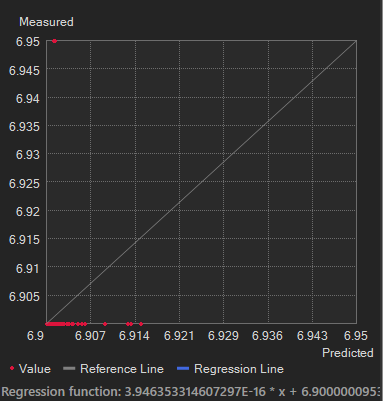 Measured
6.95
6.945
6.94
6.935
6.93
6.925
6.92
6.915
6.91
6.905
6.9 6.907 6.914 6.921 6.929 6.936 6.943 6.95
Predicted
Value Reference Line Regression Line
Regression function: 3.946353314607297E-16 * x + 6.9000000095